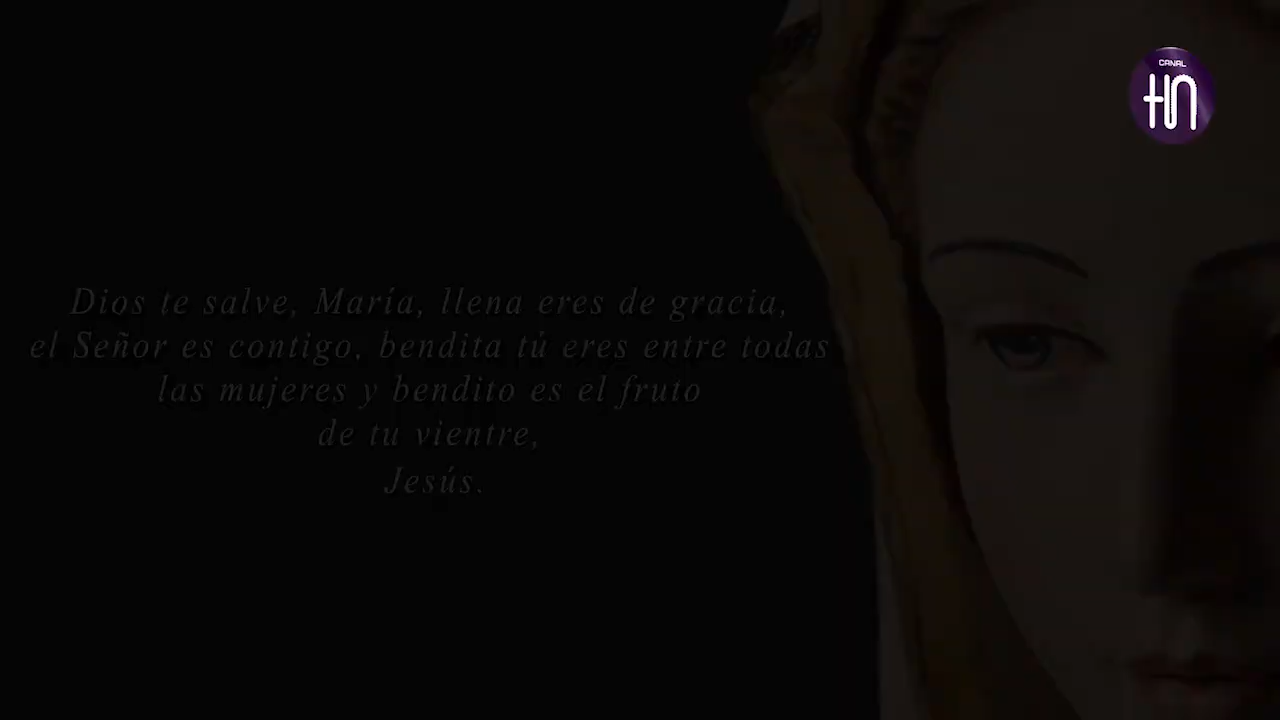 CANAL
HN
Dios te salve, María, llena eres de gracia,
el Señor es contigo, bendita tú eres entre todas
las mujeres y bendito es el fruto
de tu vientre,
Jesús.